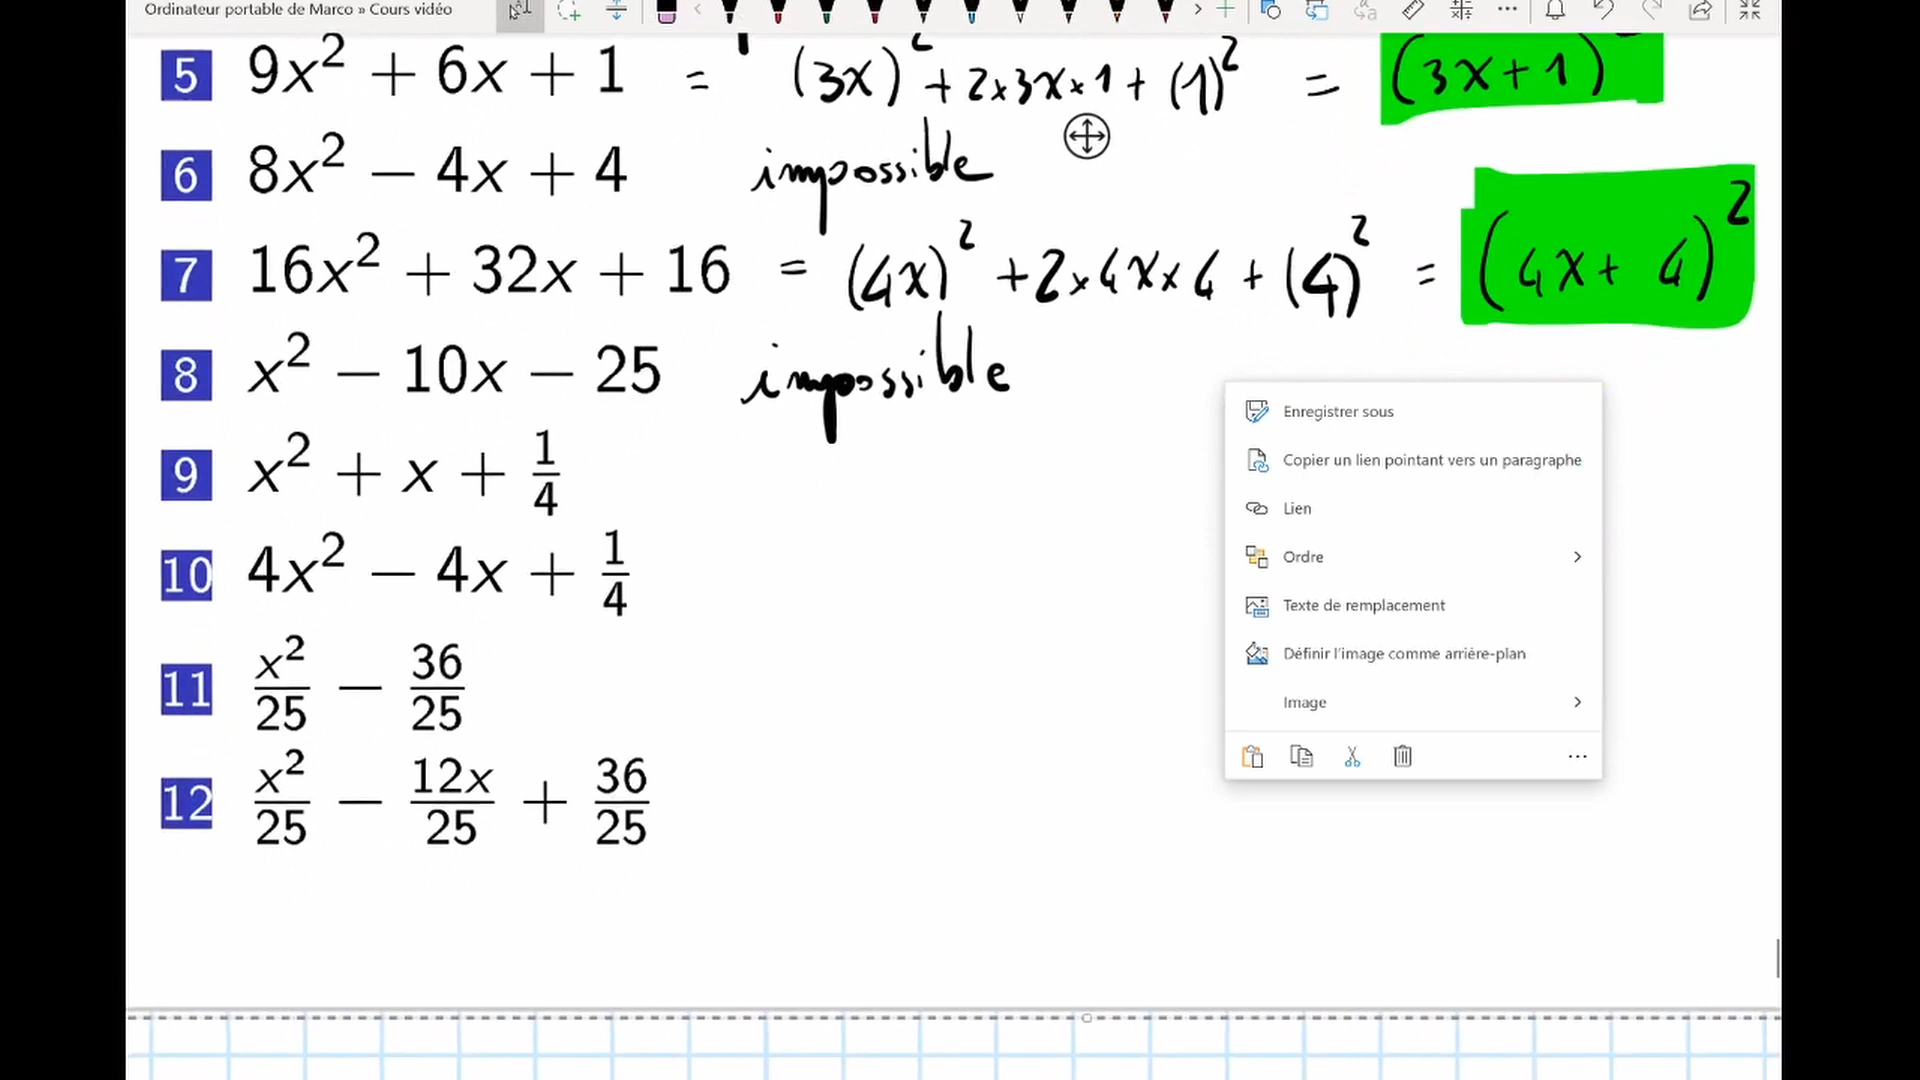 Ordinateur portable de Marco » Cours vidéo
5 9x² + 6x + 1 = (3x)² + 2×3x×1 + (1)² = (3x+1)²
6 8x² − 4x + 4 impossible
7 16x² + 32x + 16 = (4x)² + 2×4x×4 + (4)² = (4x+4)²
8 x² − 10x − 25 impossible
9 x² + x + 1/4
10 4x² − 4x + 1/4
11 x²/25 − 36/25
12 x²/25 − 12x/25 + 36/25
Enregistrer sous
Copier un lien pointant vers un paragraphe
Lien
Ordre
Texte de remplacement
Définir l'image comme arrière-plan
Image